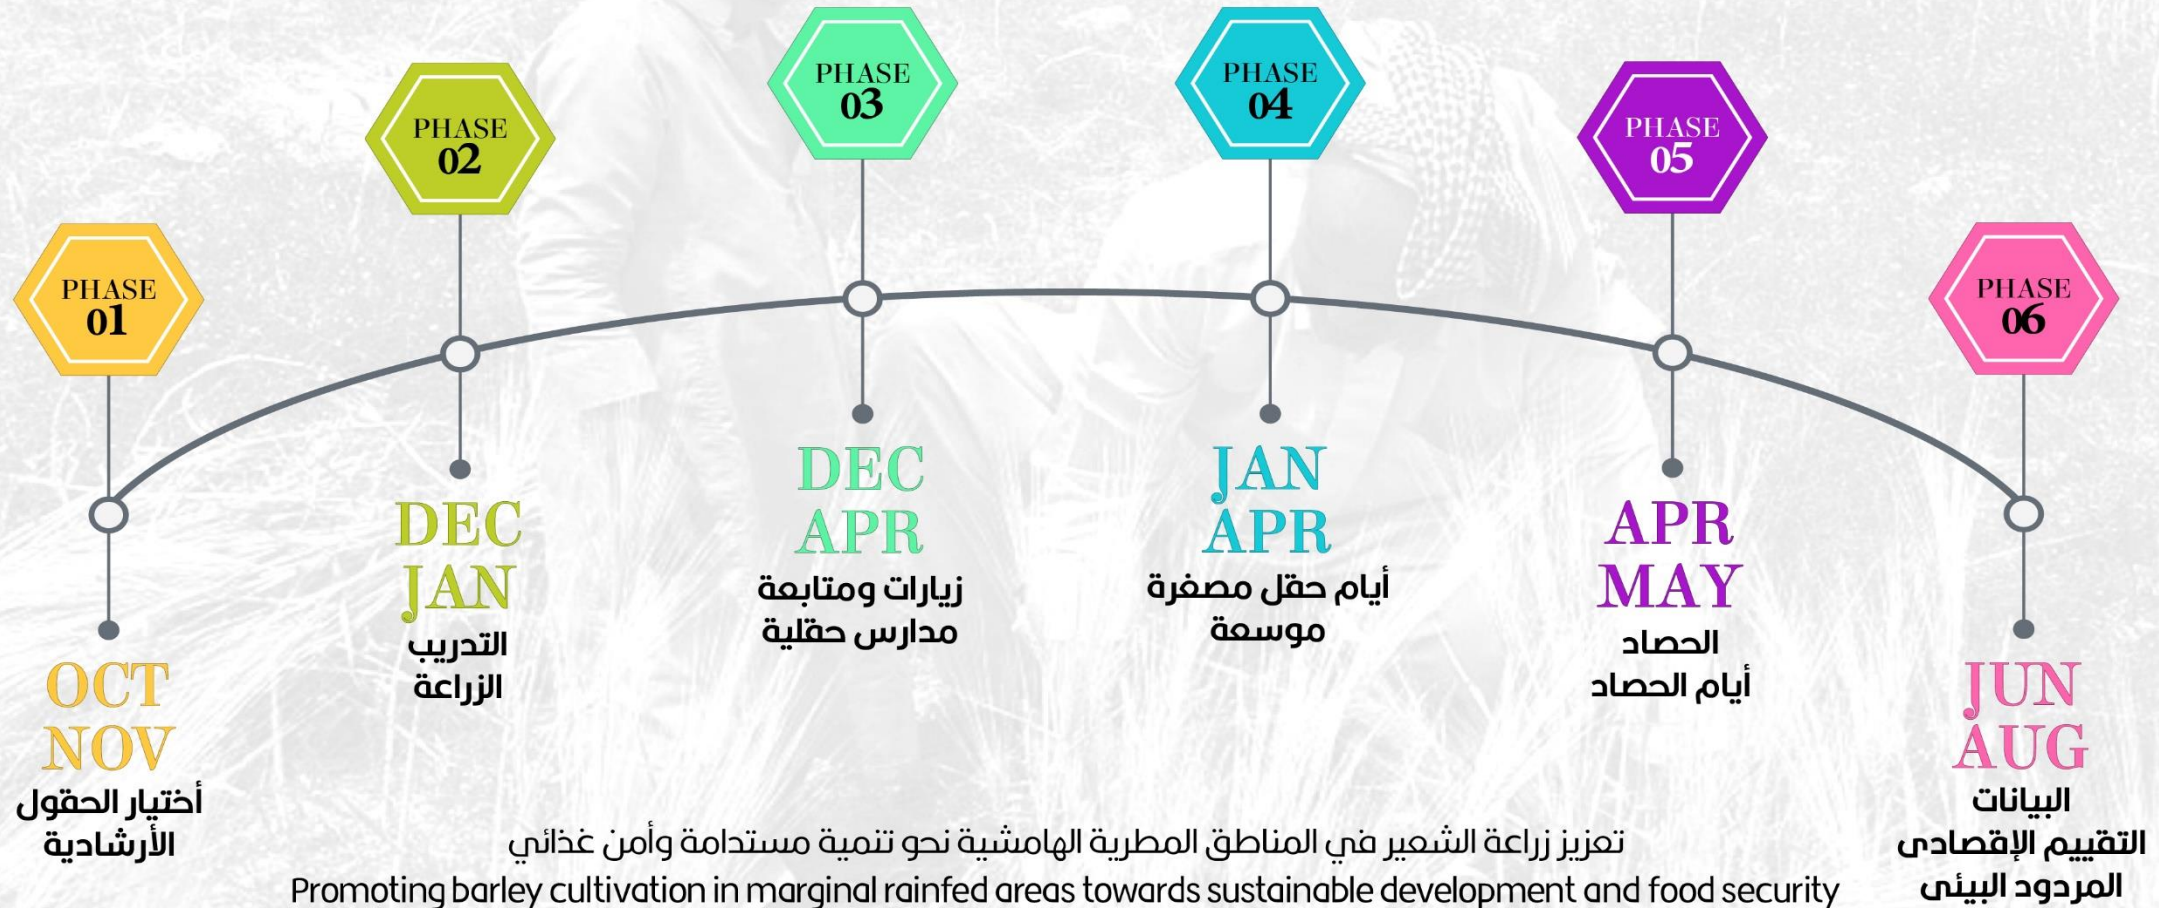 PHASE
01
OCT
NOV
أختيار الحقول
الأرشادية
PHASE
02
DEC
JAN
التدريب
الزراعة
PHASE
03
DEC
APR
زيارات ومتابعة
مدارس حقلية
PHASE
04
JAN
APR
أيام حقل مصغرة
موسعة
PHASE
05
APR
MAY
الحصاد
أيام الحصاد
PHASE
06
JUN
AUG
البيانات
التقييم الإقصادى
المردود البيئى
تعزيز زراعة الشعير في المناطق المطرية الهامشية نحو تنمية مستدامة وأمن غذائي
Promoting barley cultivation in marginal rainfed areas towards sustainable development and food security